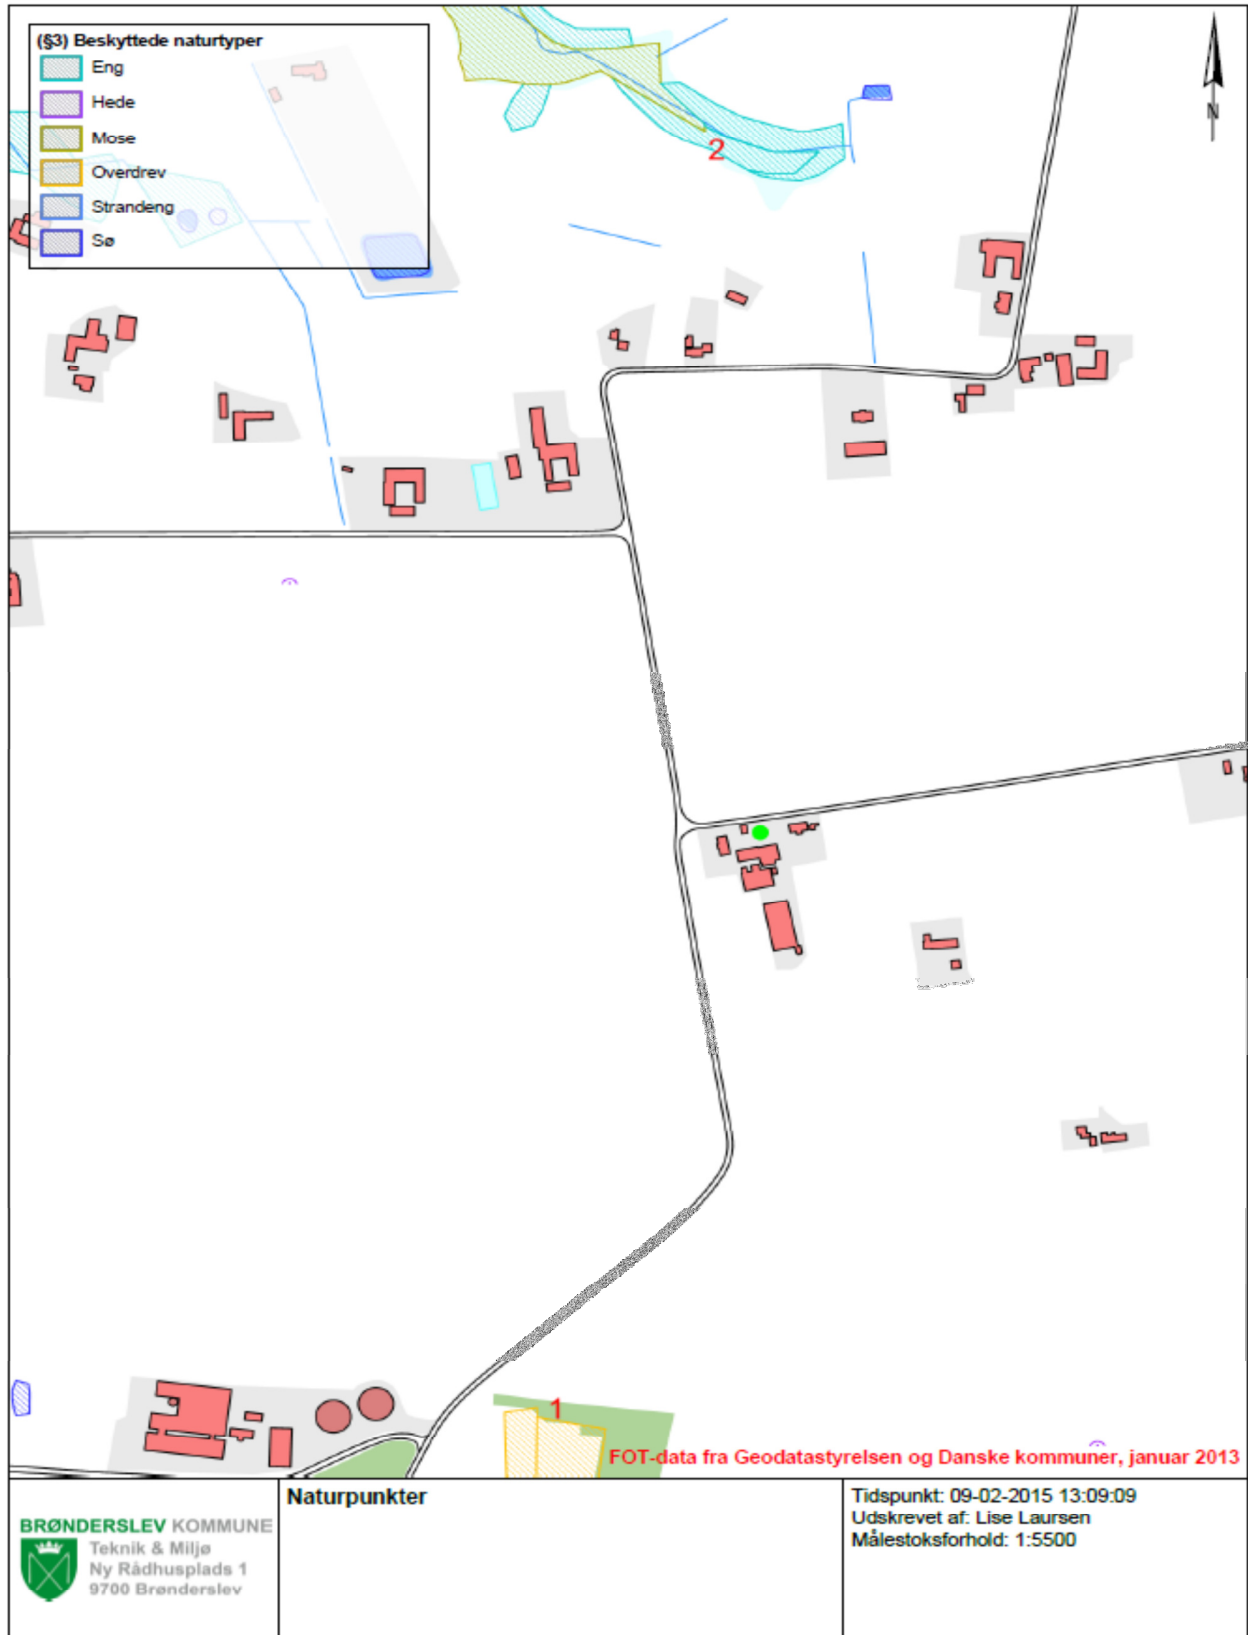 (§3) Beskyttede naturtyper
Eng
Hede
Mose
Overdrev
Strandeng
Sø
N
2
1
FOT-data fra Geodatastyrelsen og Danske kommuner, januar 2013
BRØNDERSLEV KOMMUNE
Teknik & Miljø
Ny Rådhusplads 1
9700 Brønderslev
Naturpunkter
Tidspunkt: 09-02-2015 13:09:09
Udskrevet af: Lise Laursen
Målestoksforhold: 1:5500